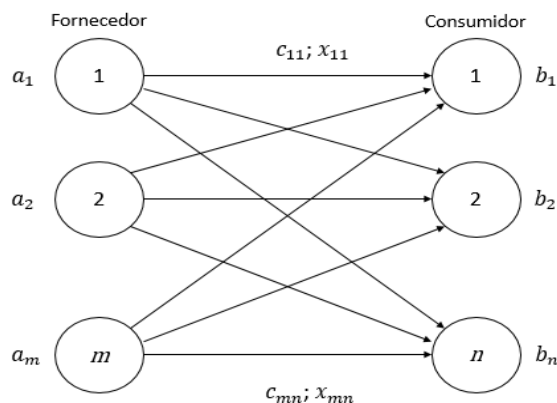 Fornecedor Consumidor
c₁₁; x₁₁
a₁ 1 1 b₁
a₂ 2 2 b₂
aₘ m n bₙ
cₘₙ; xₘₙ